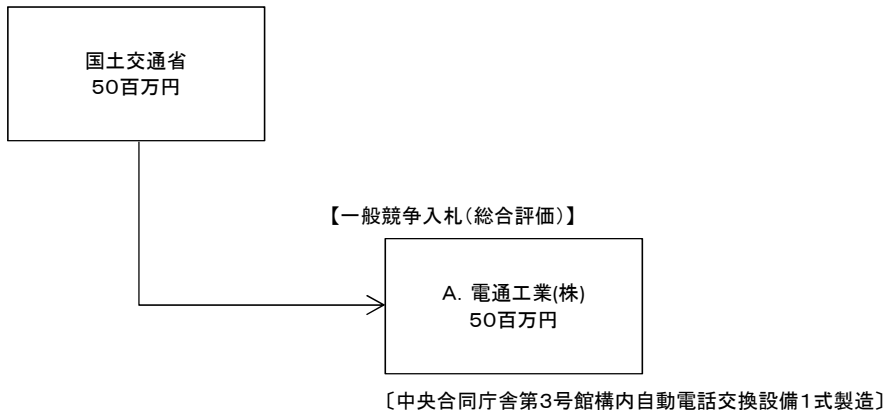 国土交通省
50百万円
【一般競争入札(総合評価)】
A. 電通工業(株)
50百万円
〔中央合同庁舎第3号館構内自動電話交換設備1式製造〕